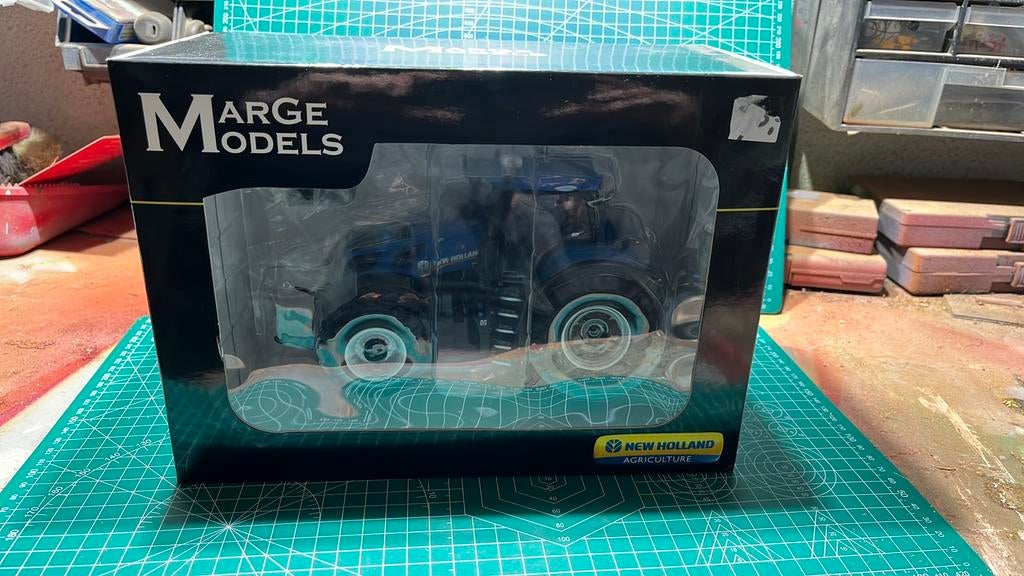 MARGE
MODELS
NEW HOLLAND
NEW HOLLAND
AGRICULTURE